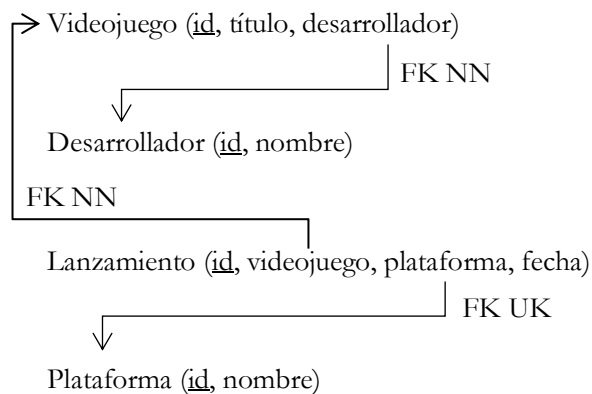 Videojuego (id, título, desarrollador)
FK NN
Desarrollador (id, nombre)
FK NN
Lanzamiento (id, videojuego, plataforma, fecha)
FK UK
Plataforma (id, nombre)